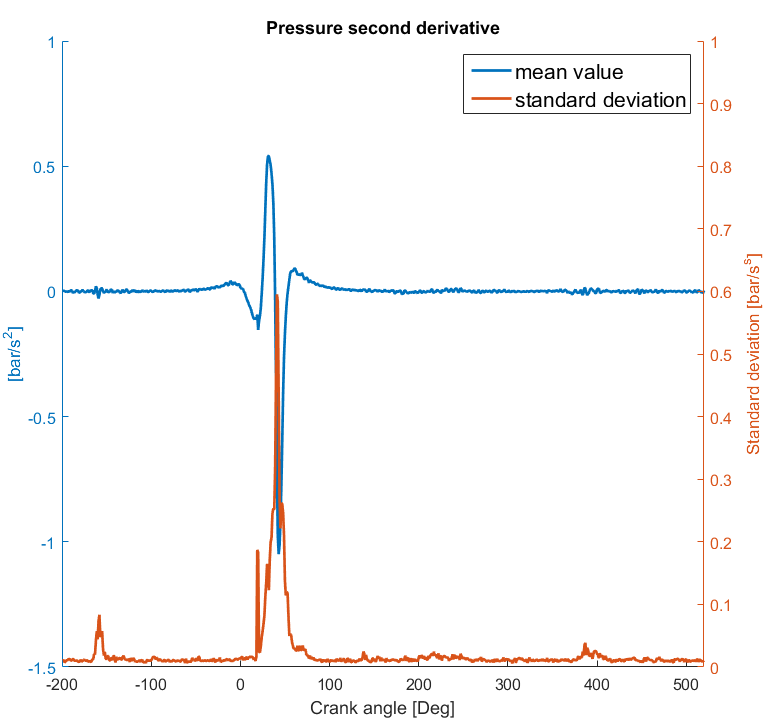 Pressure second derivative
mean value
standard deviation
1
0.5
0
-0.5
-1
-1.5
[bar/s²]
1
0.9
0.8
0.7
0.6
0.5
0.4
0.3
0.2
0.1
0
Standard deviation [bar/sˢ]
-200 -100 0 100 200 300 400 500
Crank angle [Deg]